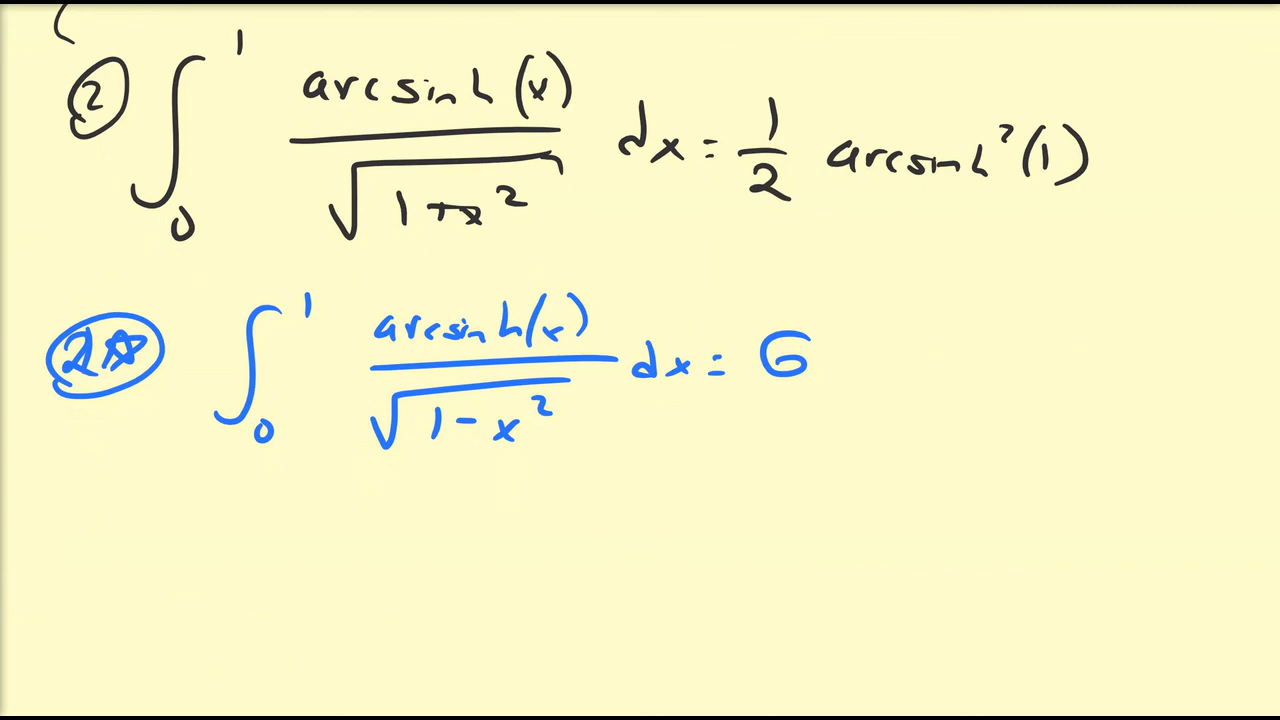 ② ∫₀¹ arcsinh(x) / √(1+x²) dx = 1/2 arcsinh²(1)
2☆ ∫₀¹ arcsinh(x) / √(1-x²) dx = G